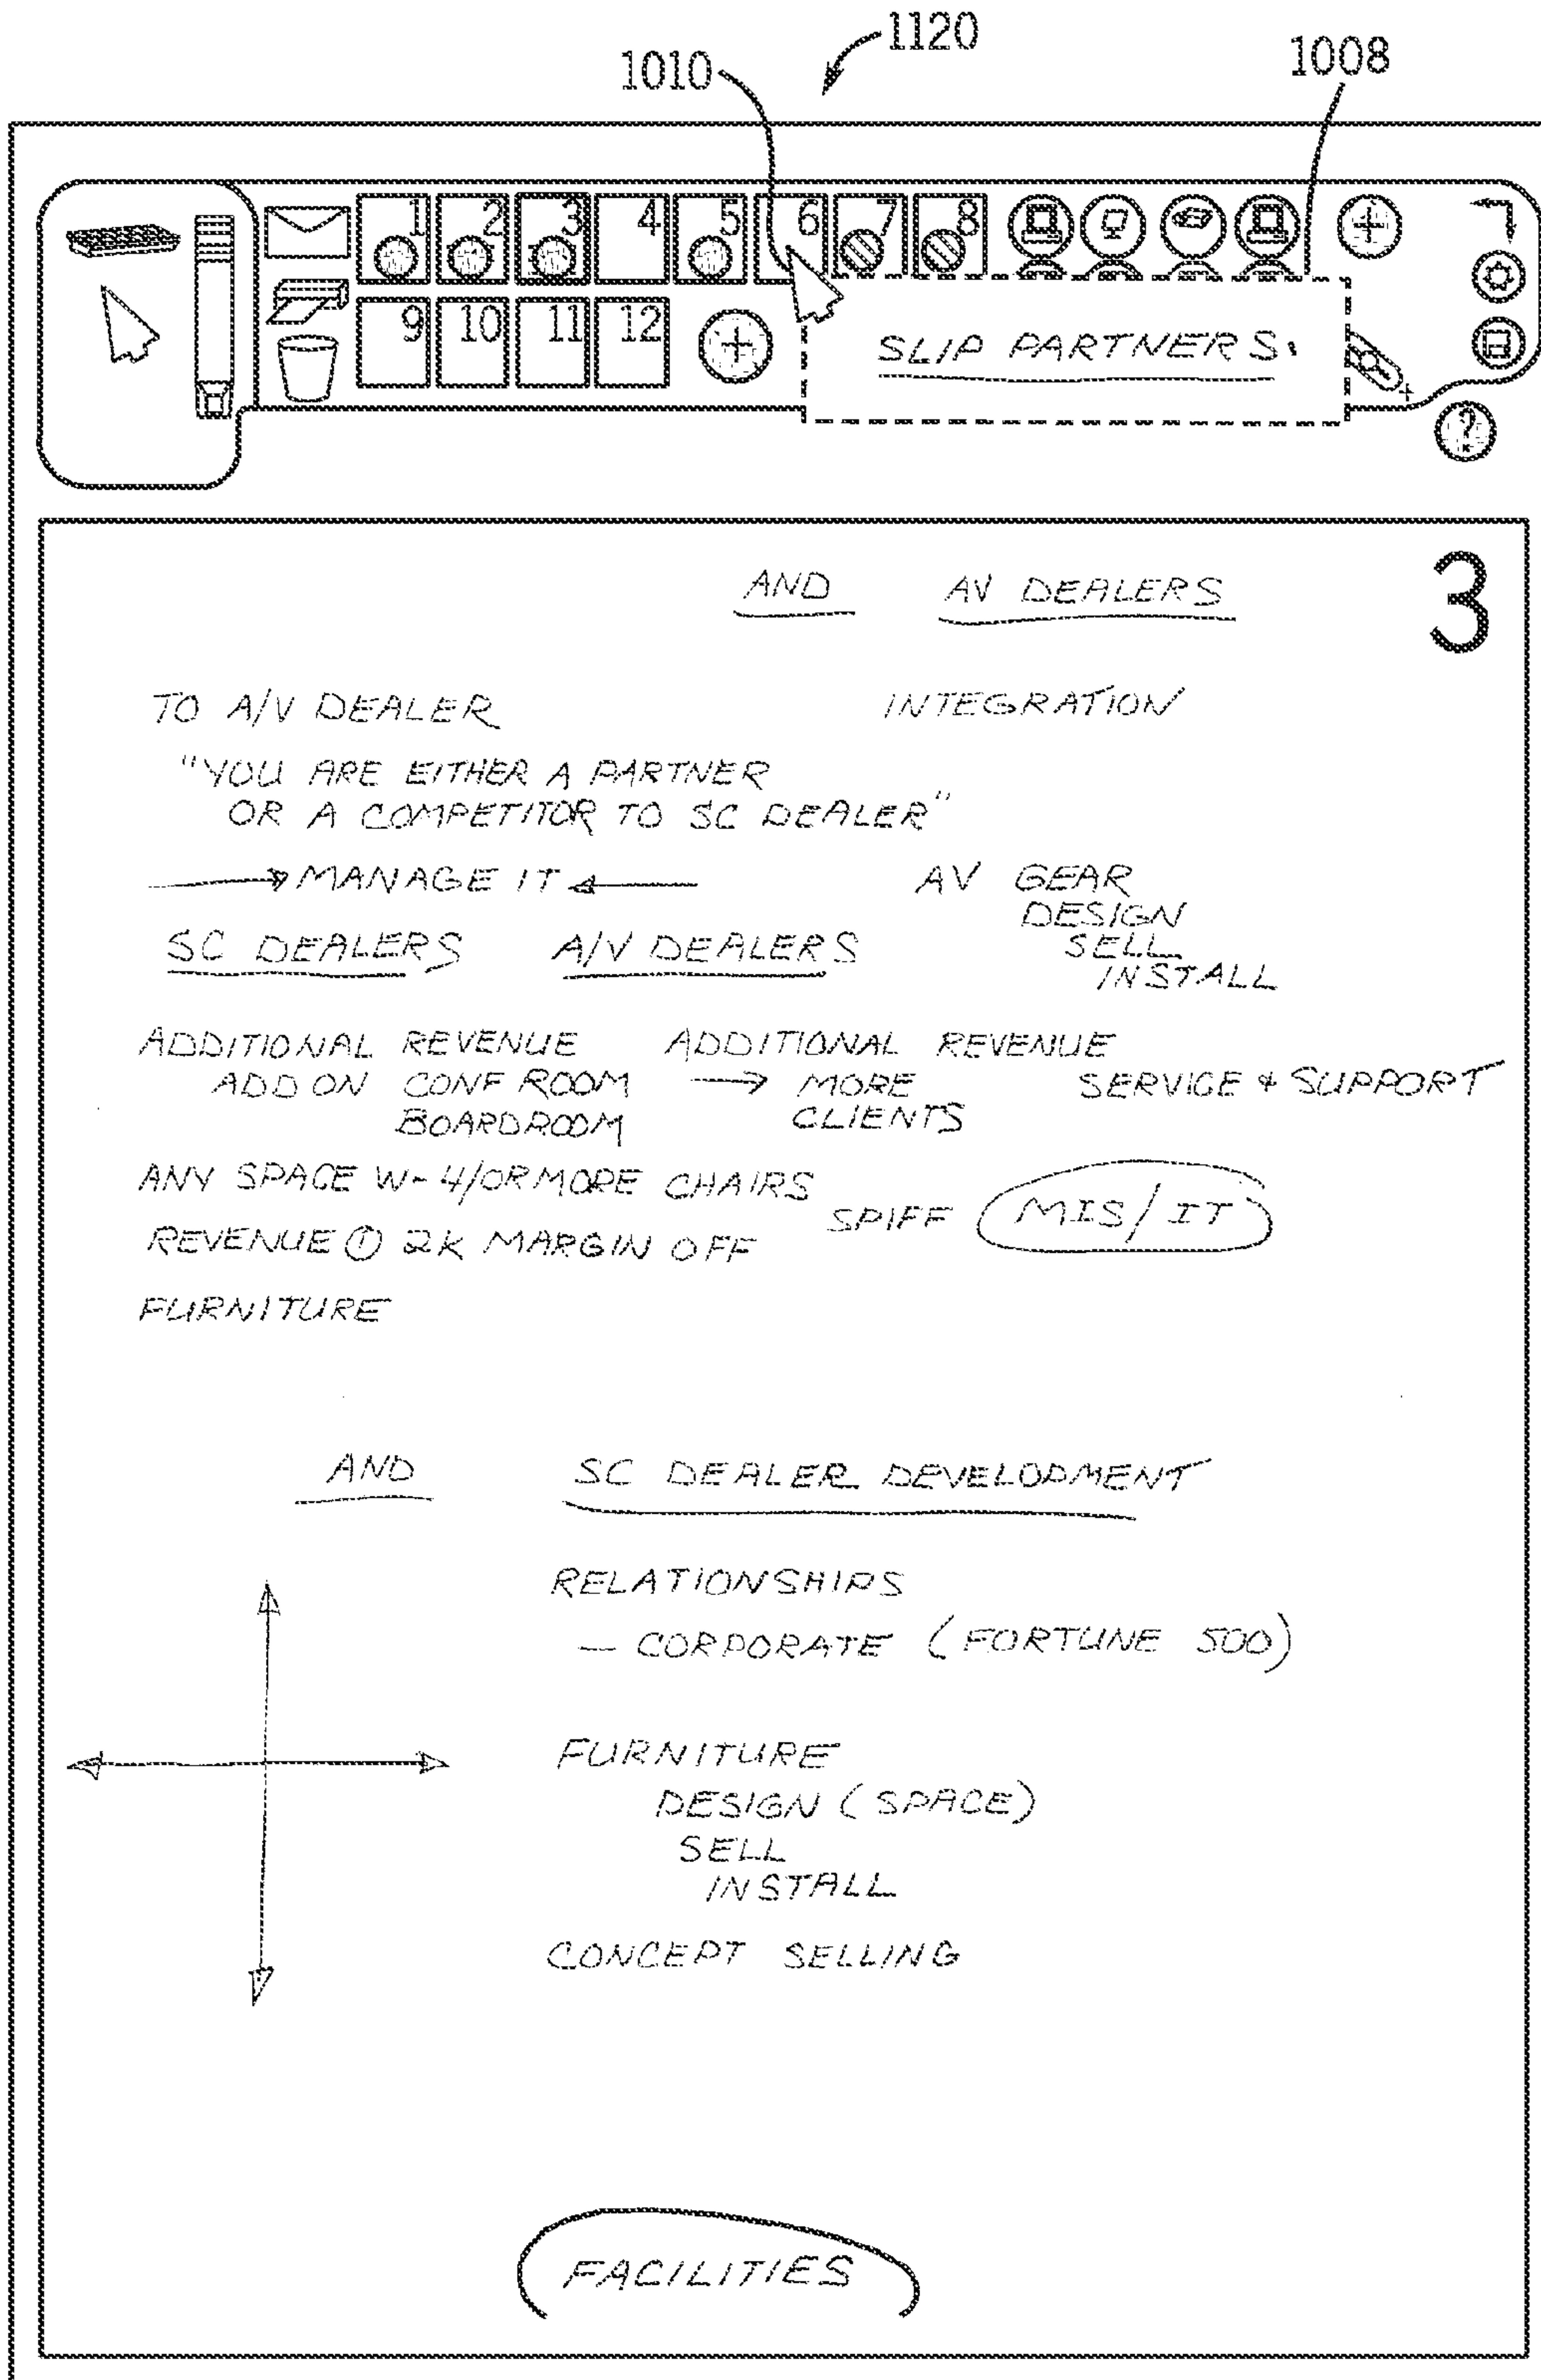 1120
1010
1008
1 2 3 4 5 6 7 8
9 10 11 12
SLIP PARTNERS
?
3
AND AV DEALERS
TO A/V DEALER INTEGRATION
"YOU ARE EITHER A PARTNER
OR A COMPETITOR TO SC DEALER"
MANAGE IT AV GEAR
DESIGN
SC DEALERS A/V DEALERS SELL
INSTALL
ADDITIONAL REVENUE ADDITIONAL REVENUE
ADD ON CONF ROOM → MORE SERVICE & SUPPORT
BOARDROOM CLIENTS
ANY SPACE W- 4/OR MORE CHAIRS
SPIFF MIS/IT
REVENUE ① 2K MARGIN OFF
FURNITURE
AND SC DEALER DEVELOPMENT
RELATIONSHIPS
— CORPORATE (FORTUNE 500)
FURNITURE
DESIGN (SPACE)
SELL
INSTALL
CONCEPT SELLING
FACILITIES